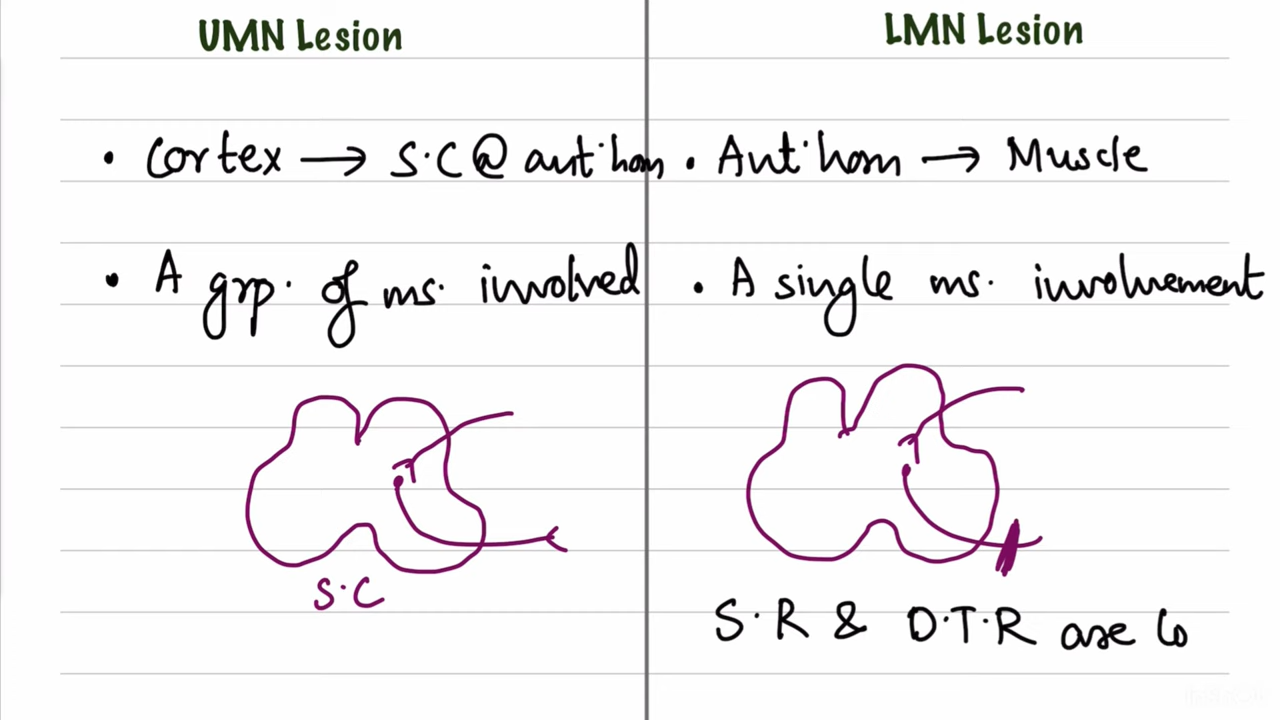 UMN Lesion
• Cortex → S.C @ ant. horn
• A grp. of ms. involved
S.C
LMN Lesion
• Ant. horn → Muscle
• A single ms. involvement
S.R & D.T.R are lo
InShOt